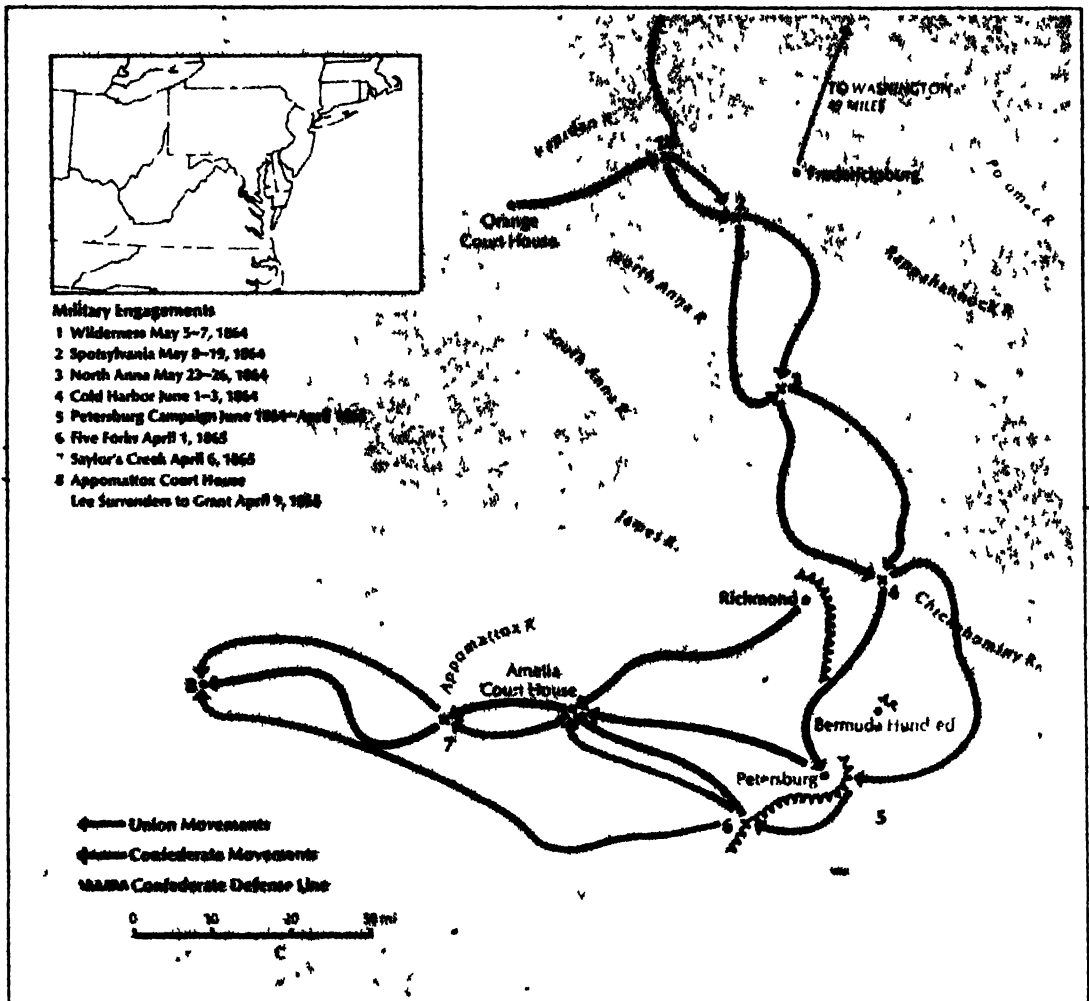 TO WASHINGTON
MILES
Fredericksburg
Potomac R
Orange
Court House
North Anna R
Rappahannock R
South Anna R.
Military Engagements
1 Wilderness May 5–7, 1864
2 Spotsylvania May 8–19, 1864
3 North Anna May 23–26, 1864
4 Cold Harbor June 1–3, 1864
5 Petersburg Campaign June 1864–April
6 Five Forks April 1, 1865
7 Saylor's Creek April 6, 1865
8 Appomattox Court House
Lee Surrenders to Grant April 9, 1865
James R.
Richmond
4
Chickahominy R.
Appomattox R
Amelia
Court House
8
7
Bermuda Hundred
Petersburg
6
5
Union Movements
Confederate Movements
Confederate Defense Line
0 10 20 30 mi